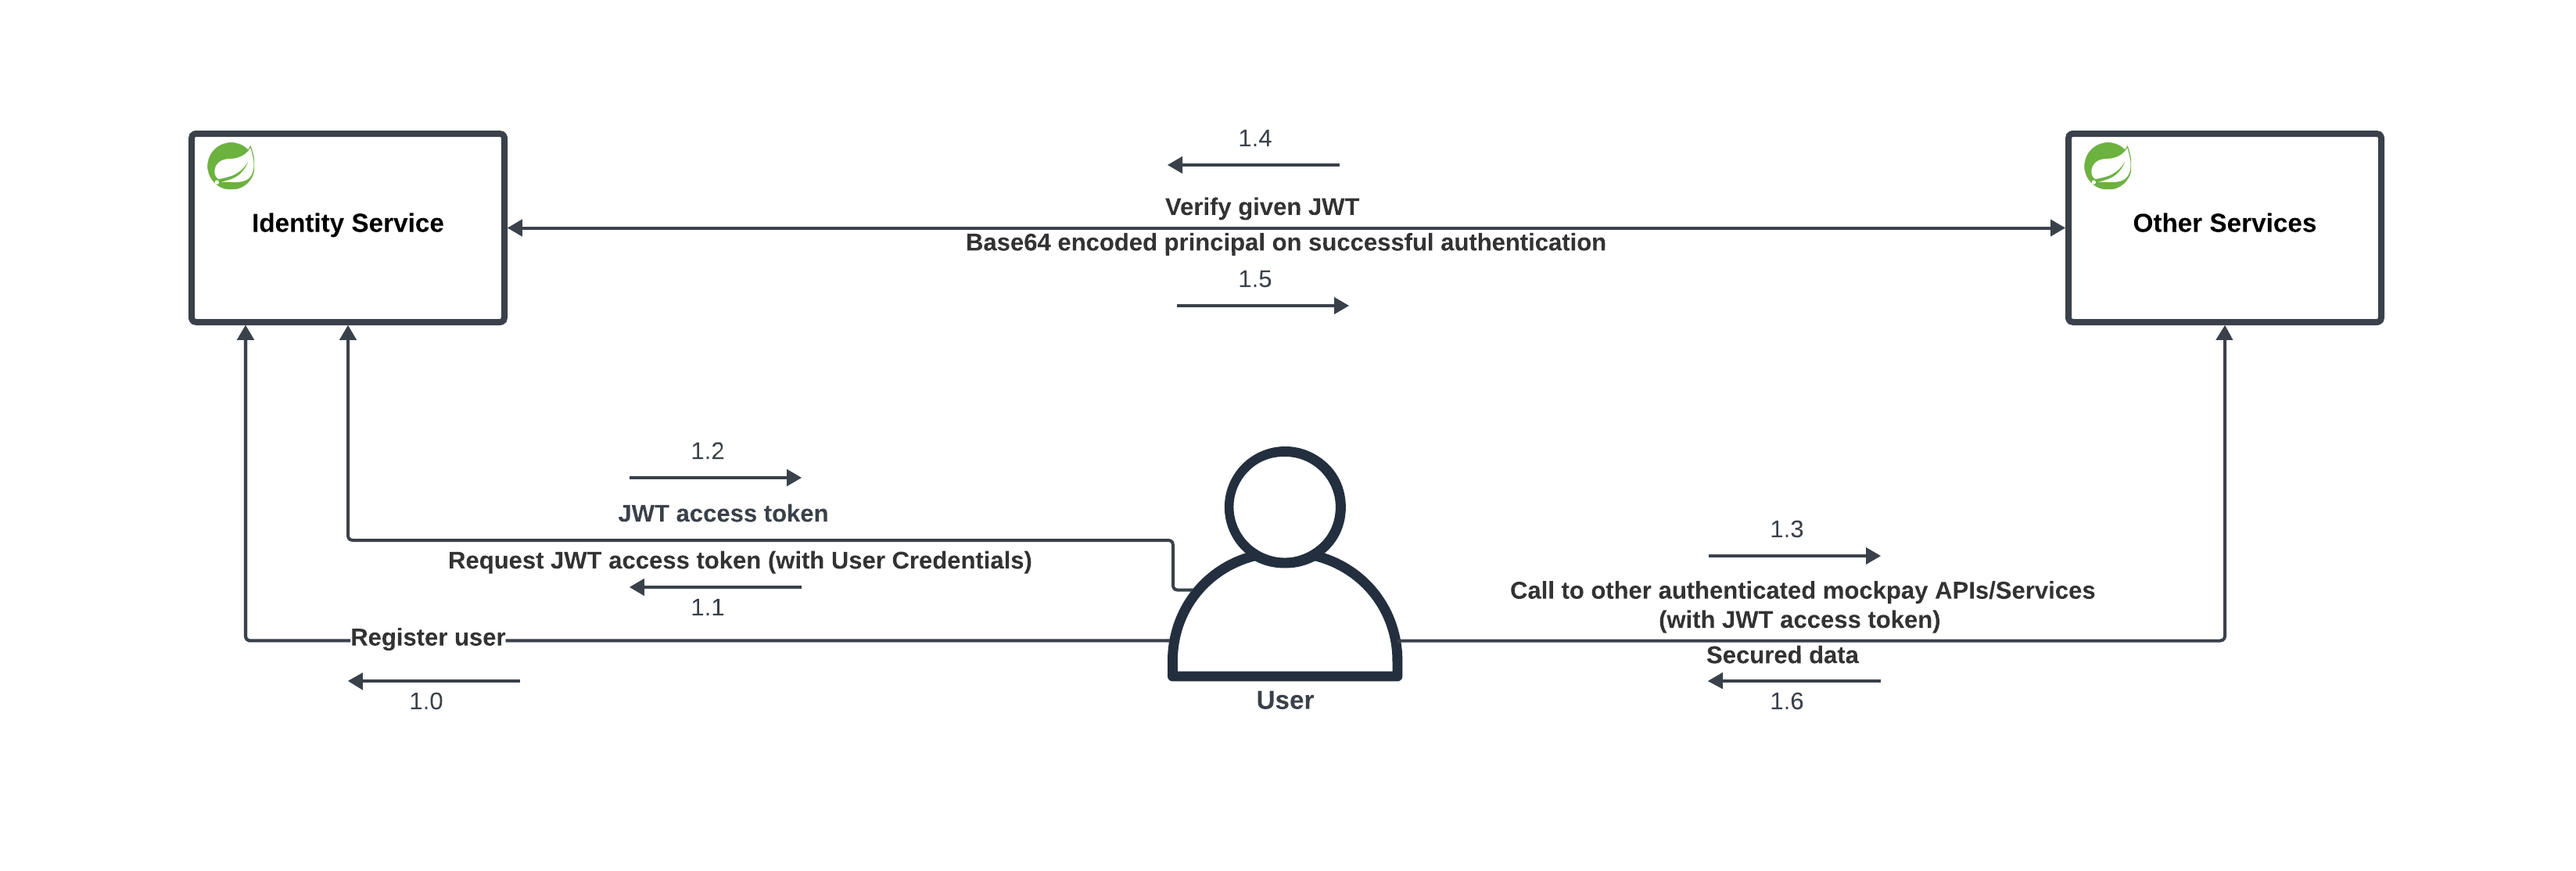 1.4
Verify given JWT
Base64 encoded principal on successful authentication
1.5
Identity Service
Other Services
1.2
JWT access token
Request JWT access token (with User Credentials)
1.1
Register user
1.0
User
1.3
Call to other authenticated mockpay APIs/Services
(with JWT access token)
Secured data
1.6